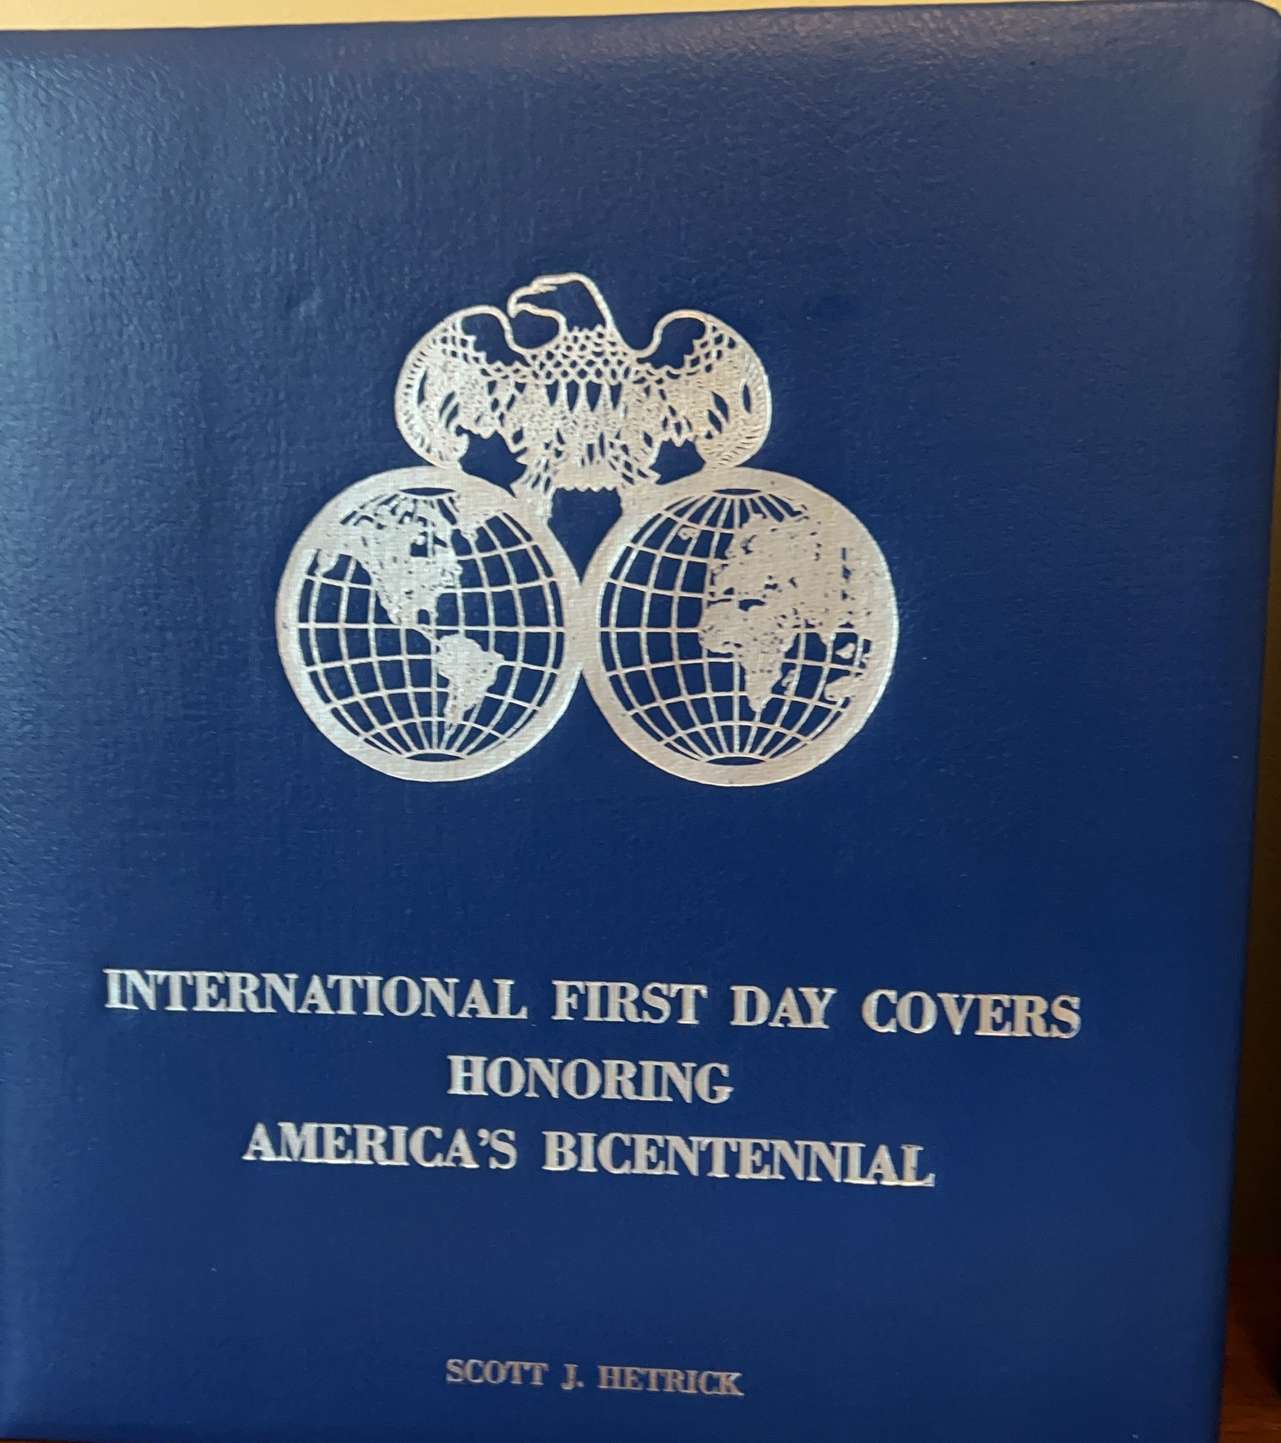 INTERNATIONAL FIRST DAY COVERS
HONORING
AMERICA'S BICENTENNIAL
SCOTT J. HETRICK